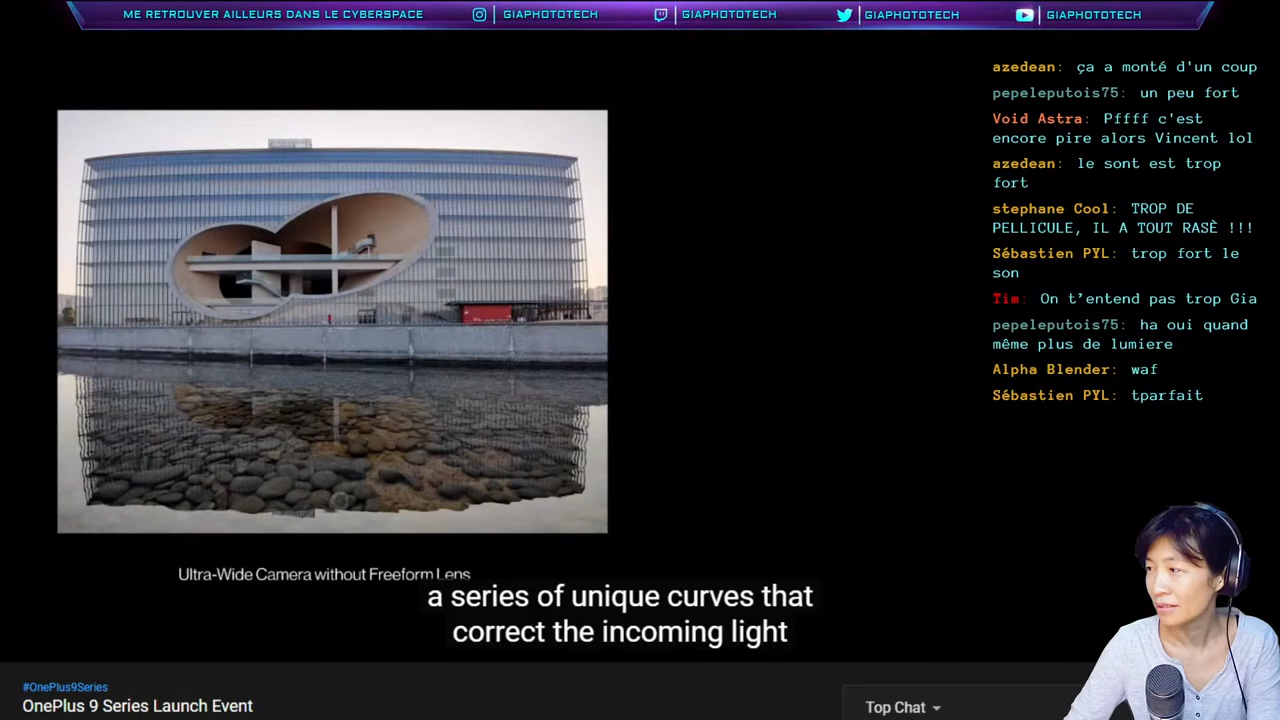 ME RETROUVER AILLEURS DANS LE CYBERSPACE
GIAPHOTOTECH
GIAPHOTOTECH
GIAPHOTOTECH
GIAPHOTOTECH
azedean: ça a monté d'un coup
pepeleputois75: un peu fort
Void Astra: Pffff c'est
encore pire alors Vincent lol
azedean: le sont est trop
fort
stephane Cool: TROP DE
PELLICULE, IL A TOUT RASÈ !!!
Sébastien PYL: trop fort le
son
Tim: On t’entend pas trop Gia
pepeleputois75: ha oui quand
même plus de lumiere
Alpha Blender: waf
Sébastien PYL: tparfait
Ultra-Wide Camera without Freeform Lens
a series of unique curves that
correct the incoming light
#OnePlus9Series
OnePlus 9 Series Launch Event
Top Chat